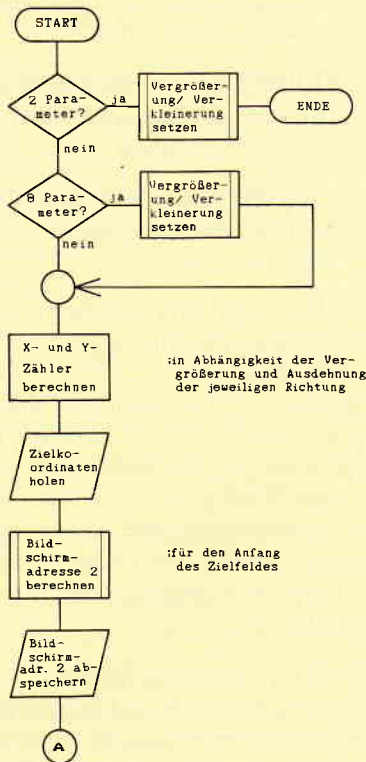 START
2 Para-
meter?
ja
Vergrößer-
ung/ Ver-
kleinerung
setzen
ENDE
nein
8 Para-
meter?
ja
Vergrößer-
ung/ Ver-
kleinerung
setzen
nein
X- und Y-
Zähler
berechnen
;in Abhängigkeit der Ver-
größerung und Ausdehnung
der jeweiligen Richtung
Zielko-
ordinaten
holen
Bild-
schirm-
adresse 2
berechnen
;für den Anfang
des Zielfeldes
Bild-
schirm-
adr. 2 ab-
speichern
A